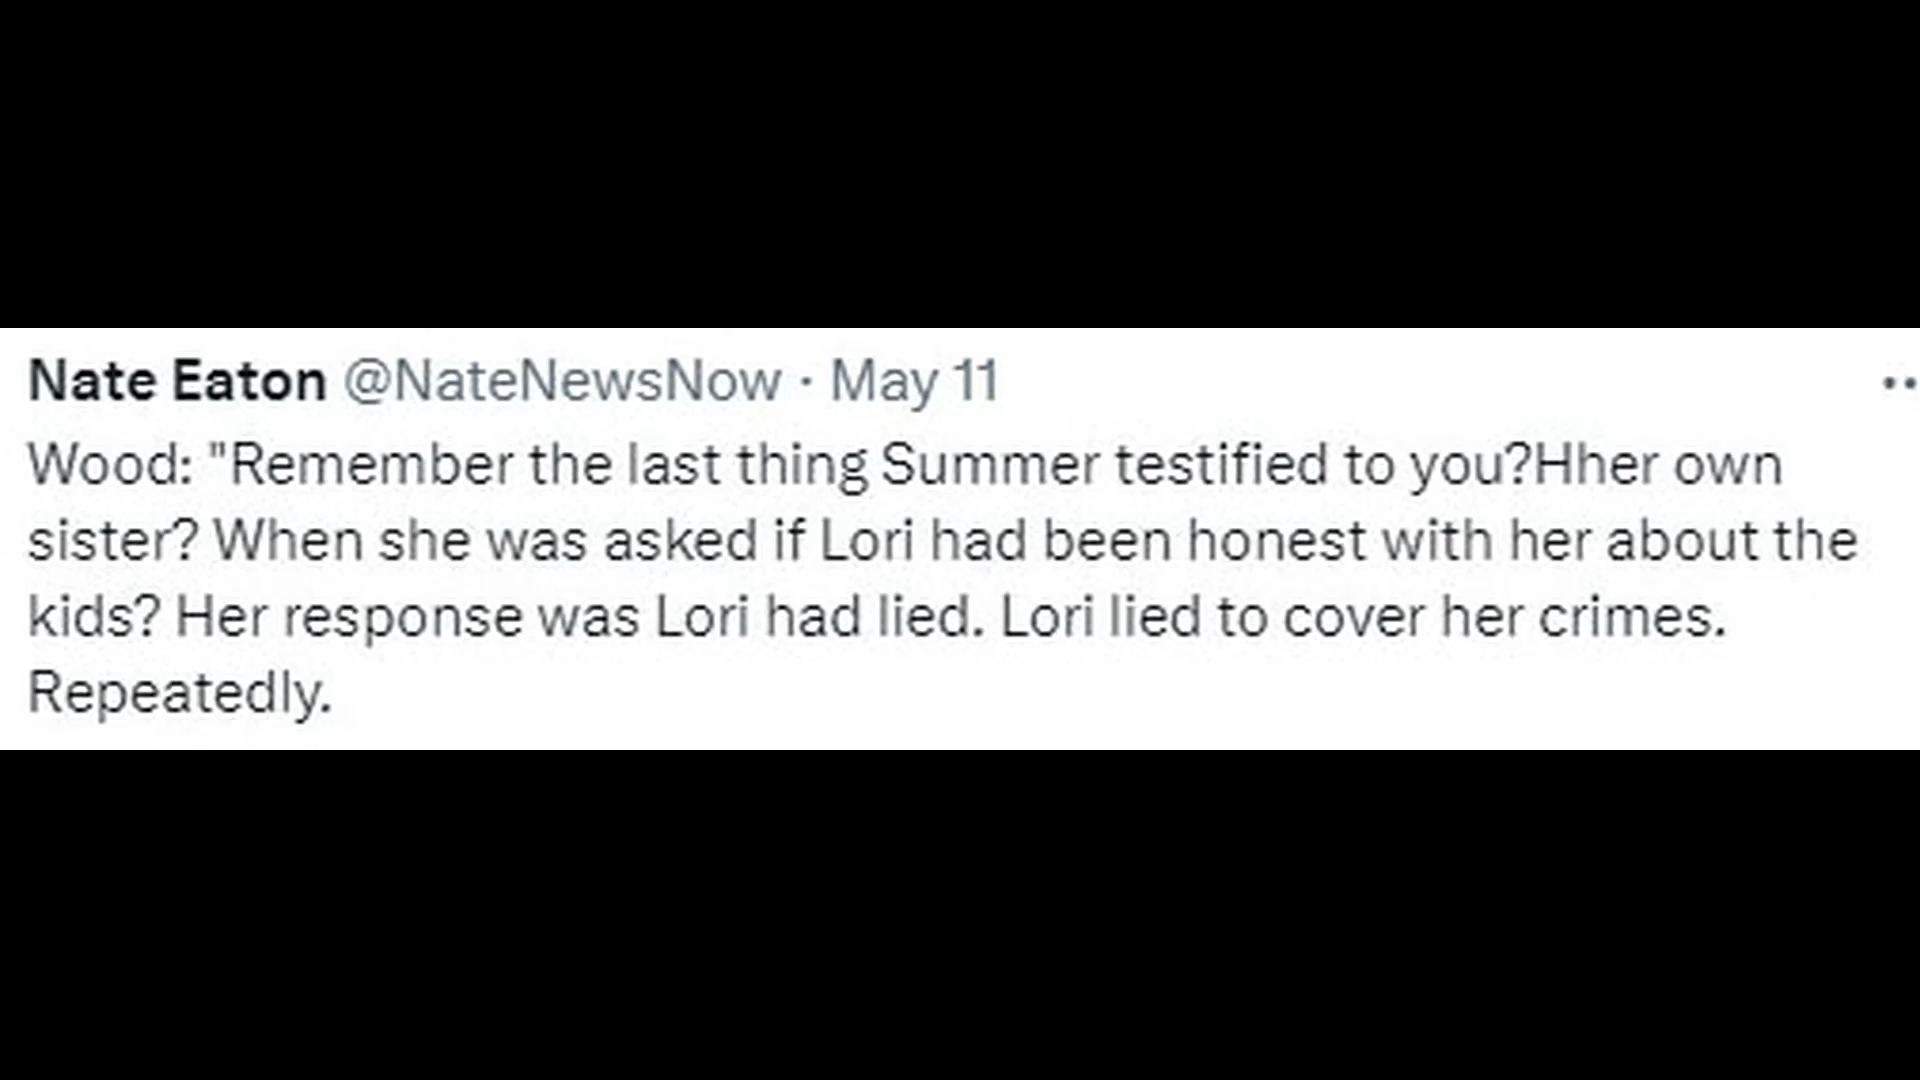 Nate Eaton @NateNewsNow · May 11
Wood: "Remember the last thing Summer testified to you?Hher own
sister? When she was asked if Lori had been honest with her about the
kids? Her response was Lori had lied. Lori lied to cover her crimes.
Repeatedly.